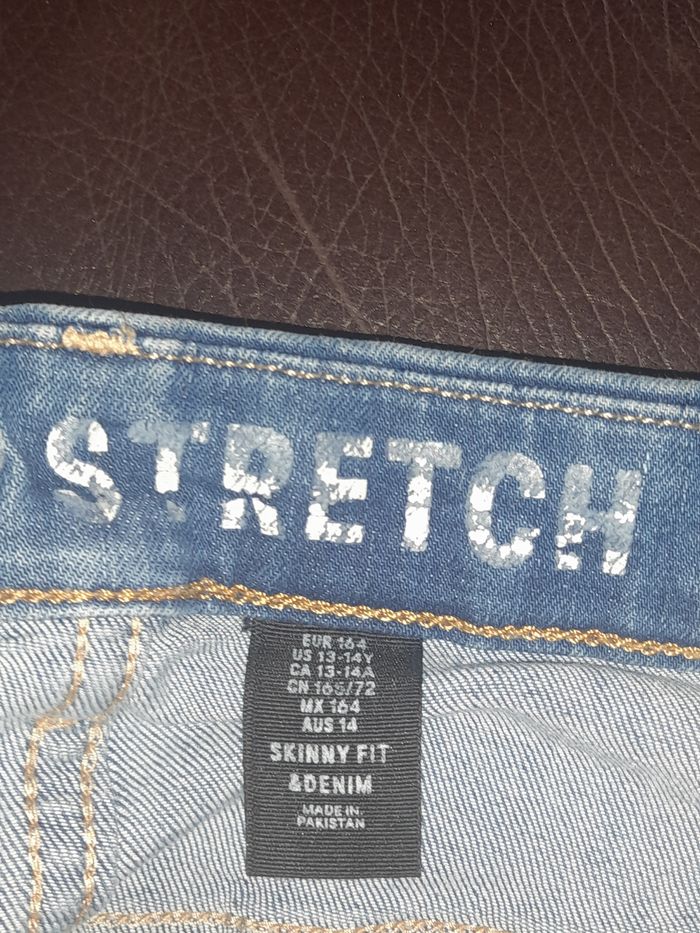 STRETCH
EUR 164
US 13-14Y
CA 13-14A
CN 165/72
MX 164
AUS 14
SKINNY FIT
&DENIM
MADE IN
PAKISTAN